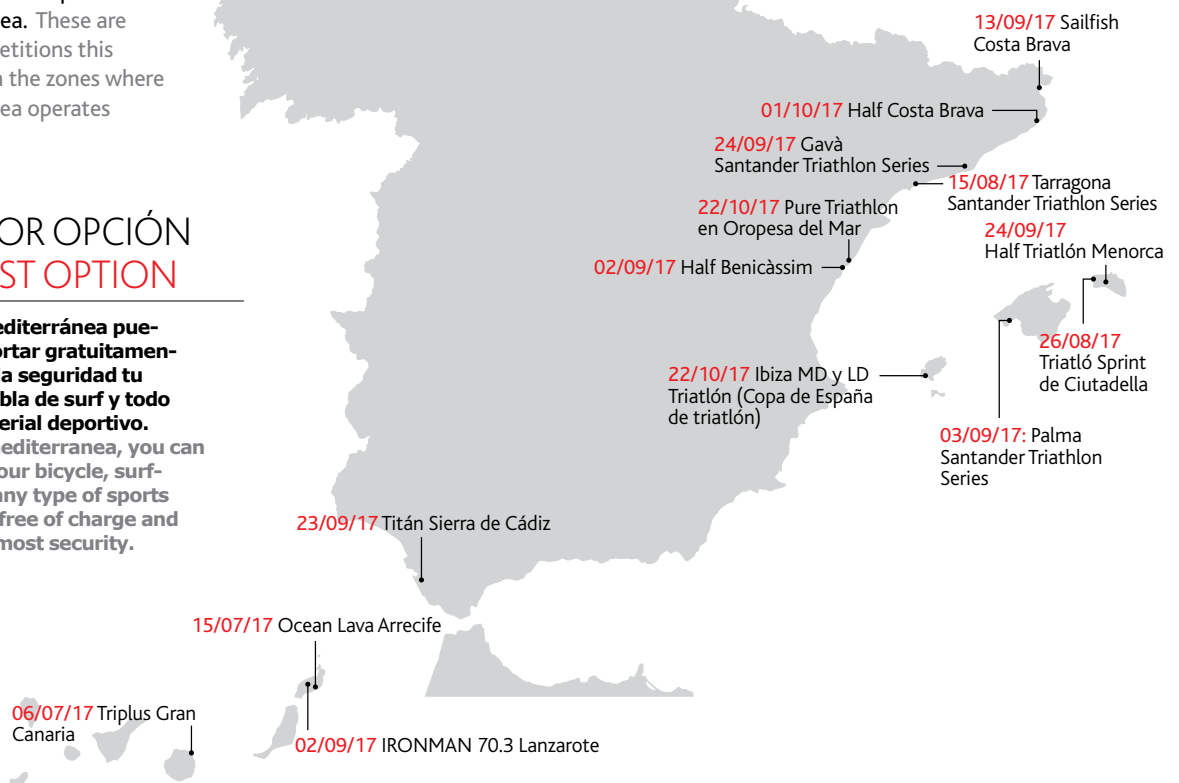 ea. These are
etitions this
n the zones where
ea operates
OR OPCIÓN
ST OPTION
editerránea pue-
ortar gratuitamen-
la seguridad tu
bla de surf y todo
erial deportivo.
editerranea, you can
our bicycle, surf-
any type of sports
free of charge and
most security.
13/09/17 Sailfish
Costa Brava
01/10/17 Half Costa Brava
24/09/17 Gavà
Santander Triathlon Series
15/08/17 Tarragona
Santander Triathlon Series
22/10/17 Pure Triathlon
en Oropesa del Mar
24/09/17
Half Triatlón Menorca
02/09/17 Half Benicàssim
26/08/17
Triatló Sprint
de Ciutadella
22/10/17 Ibiza MD y LD
Triatlón (Copa de España
de triatlón)
03/09/17: Palma
Santander Triathlon
Series
23/09/17 Titán Sierra de Cádiz
15/07/17 Ocean Lava Arrecife
06/07/17 Triplus Gran
Canaria
02/09/17 IRONMAN 70.3 Lanzarote